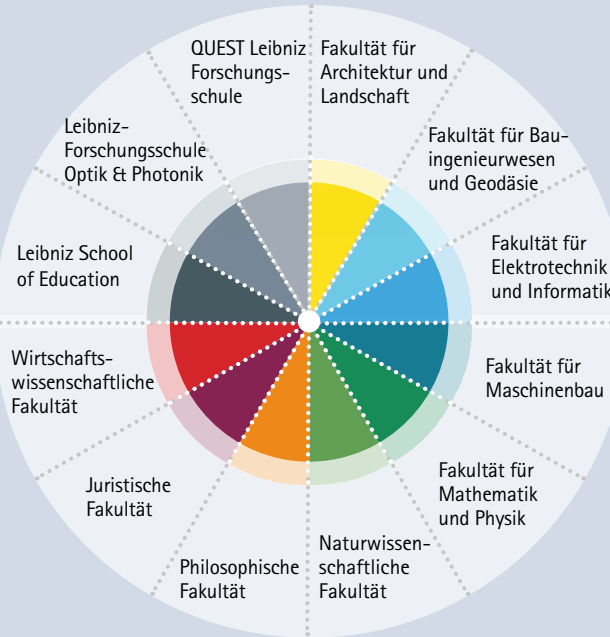 QUEST Leibniz
Forschungs-
schule
Fakultät für
Architektur und
Landschaft
Fakultät für Bau-
ingenieurwesen
und Geodäsie
Fakultät für
Elektrotechnik
und Informatik
Fakultät für
Maschinenbau
Fakultät für
Mathematik
und Physik
Naturwissen-
schaftliche
Fakultät
Philosophische
Fakultät
Juristische
Fakultät
Wirtschafts-
wissenschaftliche
Fakultät
Leibniz School
of Education
Leibniz-
Forschungsschule
Optik & Photonik